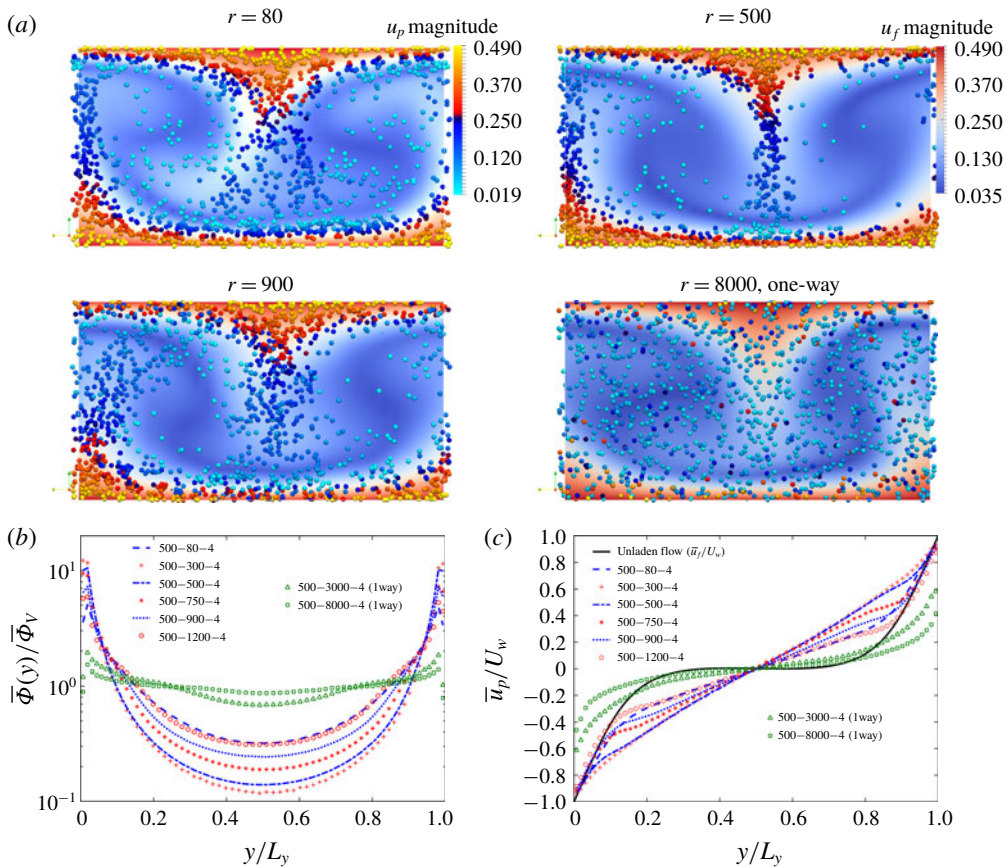 (a)
r = 80
r = 500
u_p magnitude
0.490
0.370
0.250
0.120
0.019
u_f magnitude
0.490
0.370
0.250
0.130
0.035
r = 900
r = 8000, one-way
(b)
Φ̅(y)/Φ̅_V
10¹
10⁰
10⁻¹
500−80−4
500−300−4
500−500−4
500−750−4
500−900−4
500−1200−4
500−3000−4 (1way)
500−8000−4 (1way)
0 0.2 0.4 0.6 0.8 1.0
y/L_y
(c)
u̅_p/U_w
1.0
0.8
0.6
0.4
0.2
0
−0.2
−0.4
−0.6
−0.8
−1.0
Unladen flow (u̅_f/U_w)
500−80−4
500−300−4
500−500−4
500−750−4
500−900−4
500−1200−4
500−3000−4 (1way)
500−8000−4 (1way)
0 0.2 0.4 0.6 0.8 1.0
y/L_y